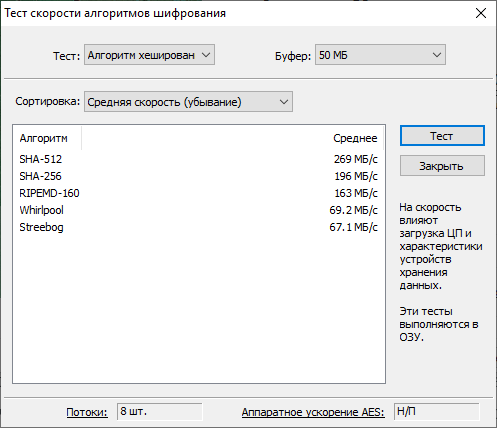 Тест скорости алгоритмов шифрования
Тест: Алгоритм хеширован Буфер: 50 МБ
Сортировка: Средняя скорость (убывание)
Алгоритм Среднее
SHA-512 269 МБ/с
SHA-256 196 МБ/с
RIPEMD-160 163 МБ/с
Whirlpool 69.2 МБ/с
Streebog 67.1 МБ/с
Тест
Закрыть
На скорость
влияют
загрузка ЦП и
характеристики
устройств
хранения
данных.
Эти тесты
выполняются в
ОЗУ.
Потоки: 8 шт. Аппаратное ускорение AES: Н/П